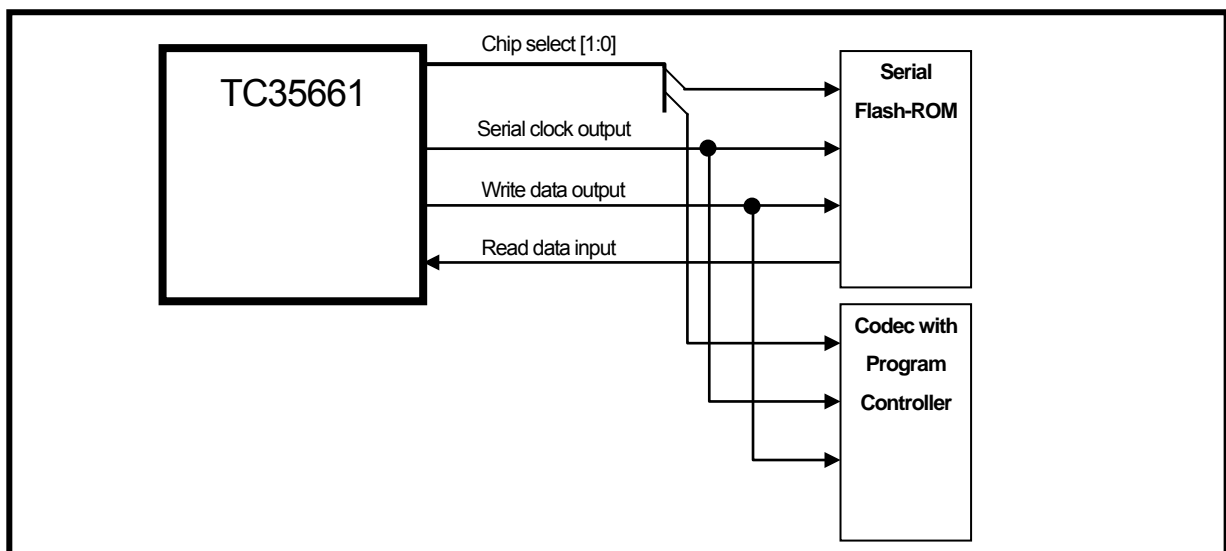 TC35661
Chip select [1:0]
Serial clock output
Write data output
Read data input
Serial
Flash-ROM
Codec with
Program
Controller